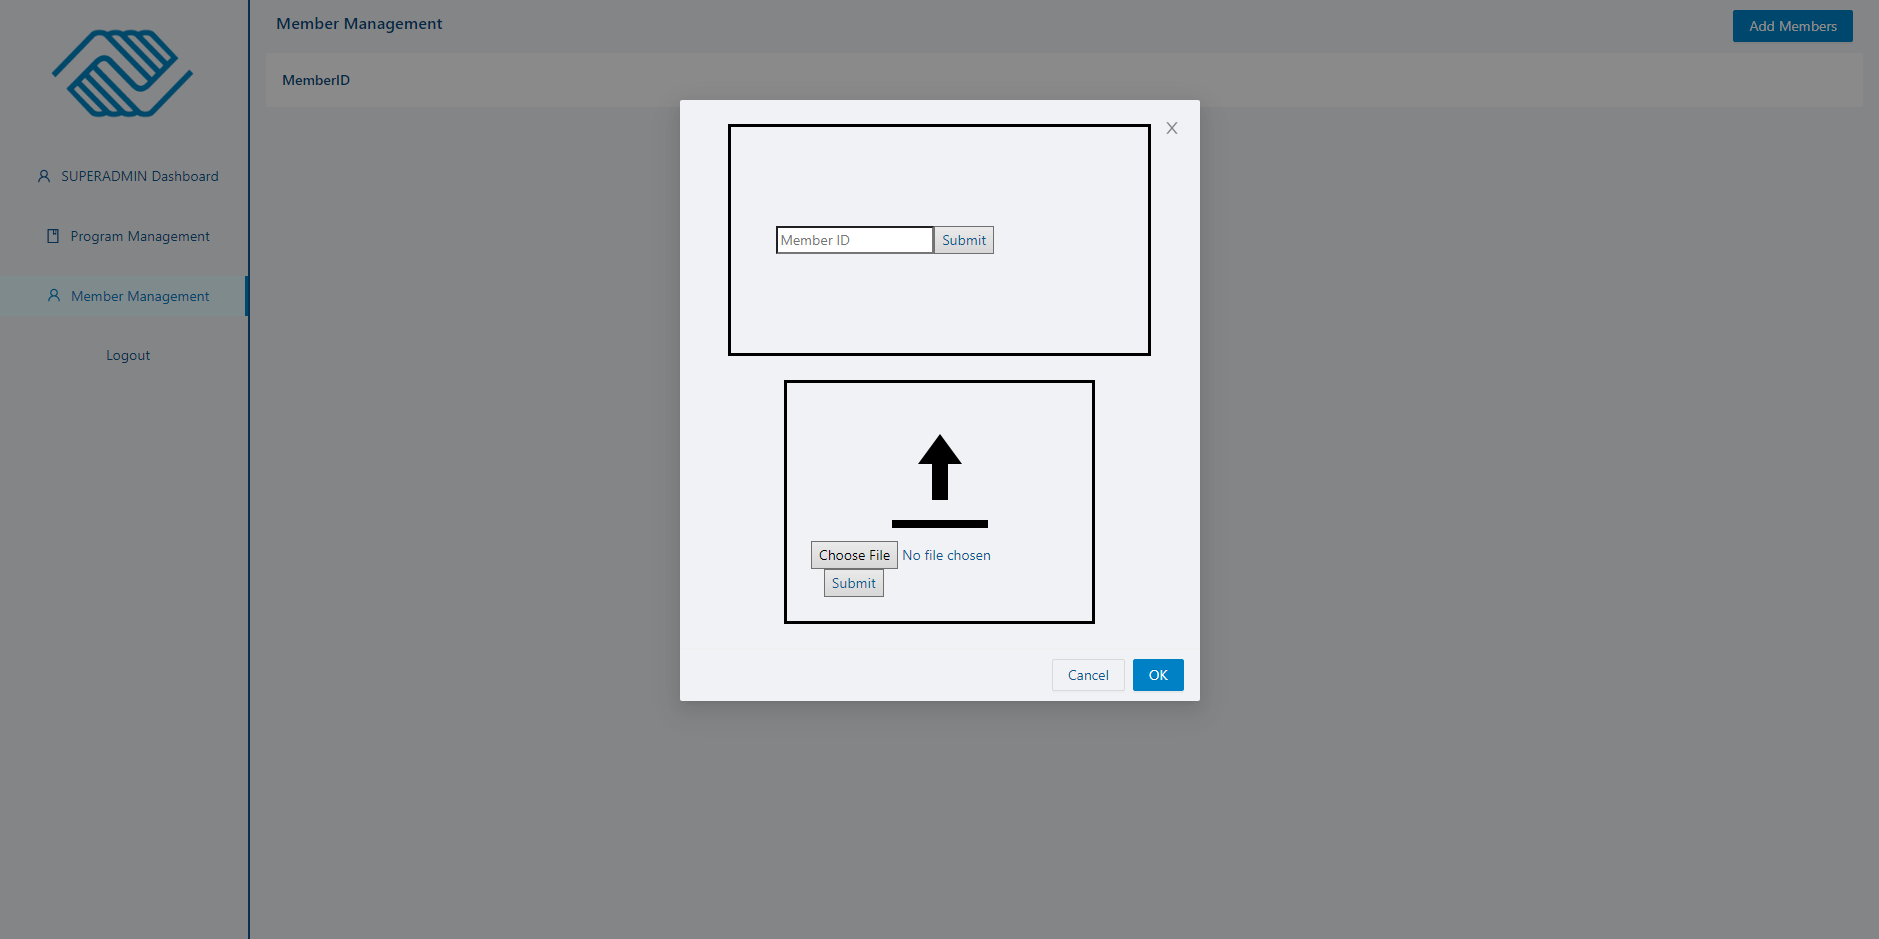 Member Management
Add Members
MemberID
SUPERADMIN Dashboard
Program Management
Member Management
Logout
Member ID
Submit
Choose File No file chosen
Submit
Cancel
OK